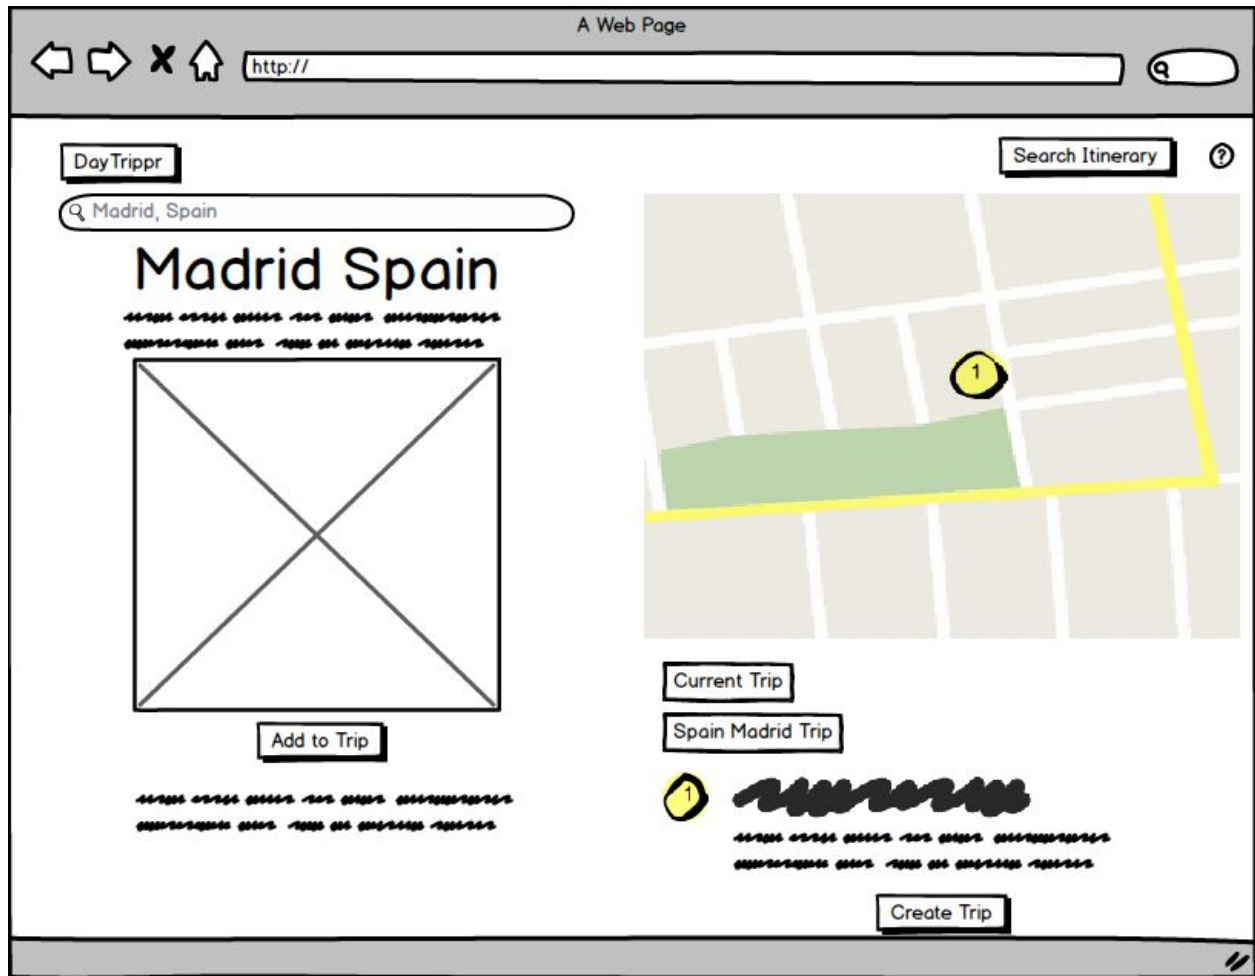 A Web Page
http://
DayTrippr
Search Itinerary
?
Madrid, Spain
Madrid Spain
1
Add to Trip
Current Trip
Spain Madrid Trip
1
Create Trip